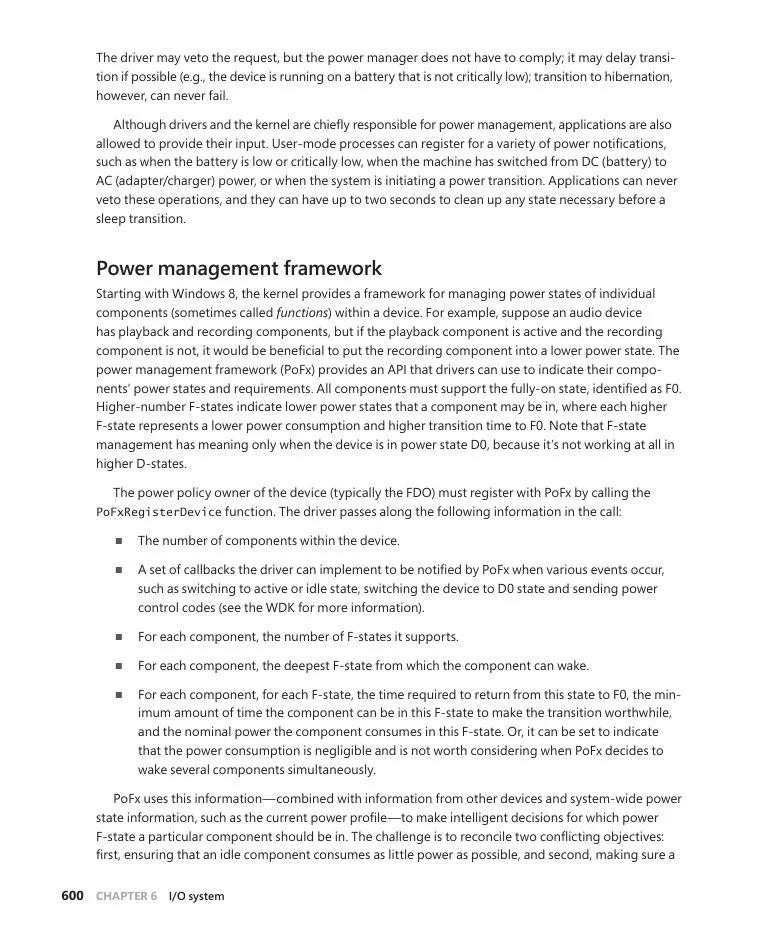 The driver may veto the request, but the power manager does not have to comply; it may delay transi-
tion if possible (e.g., the device is running on a battery that is not critically low); transition to hibernation,
however, can never fail.
Although drivers and the kernel are chiefly responsible for power management, applications are also
allowed to provide their input. User-mode processes can register for a variety of power notifications,
such as when the battery is low or critically low, when the machine has switched from DC (battery) to
AC (adapter/charger) power, or when the system is initiating a power transition. Applications can never
veto these operations, and they can have up to two seconds to clean up any state necessary before a
sleep transition.
Power management framework
Starting with Windows 8, the kernel provides a framework for managing power states of individual
components (sometimes called functions) within a device. For example, suppose an audio device
has playback and recording components, but if the playback component is active and the recording
component is not, it would be beneficial to put the recording component into a lower power state. The
power management framework (PoFx) provides an API that drivers can use to indicate their compo-
nents' power states and requirements. All components must support the fully-on state, identified as F0.
Higher-number F-states indicate lower power states that a component may be in, where each higher
F-state represents a lower power consumption and higher transition time to F0. Note that F-state
management has meaning only when the device is in power state D0, because it's not working at all in
higher D-states.
The power policy owner of the device (typically the FDO) must register with PoFx by calling the
PoFxRegisterDevice function. The driver passes along the following information in the call:
■ The number of components within the device.
■ A set of callbacks the driver can implement to be notified by PoFx when various events occur,
such as switching to active or idle state, switching the device to D0 state and sending power
control codes (see the WDK for more information).
■ For each component, the number of F-states it supports.
■ For each component, the deepest F-state from which the component can wake.
■ For each component, for each F-state, the time required to return from this state to F0, the min-
imum amount of time the component can be in this F-state to make the transition worthwhile,
and the nominal power the component consumes in this F-state. Or, it can be set to indicate
that the power consumption is negligible and is not worth considering when PoFx decides to
wake several components simultaneously.
PoFx uses this information—combined with information from other devices and system-wide power
state information, such as the current power profile—to make intelligent decisions for which power
F-state a particular component should be in. The challenge is to reconcile two conflicting objectives:
first, ensuring that an idle component consumes as little power as possible, and second, making sure a
600 CHAPTER 6 I/O system